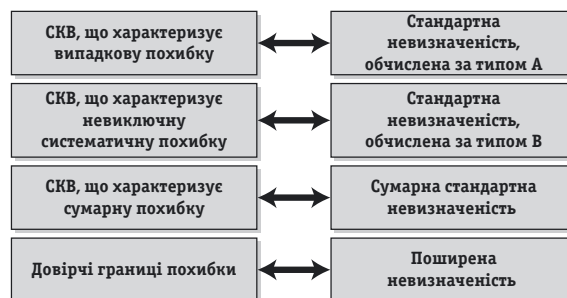 СКВ, що характеризує
випадкову похибку
Стандартна
невизначеність,
обчислена за типом А
СКВ, що характеризує
невиключну
систематичну похибку
Стандартна
невизначеність,
обчислена за типом В
СКВ, що характеризує
сумарну похибку
Сумарна стандартна
невизначеність
Довірчі границі похибки
Поширена
невизначеність